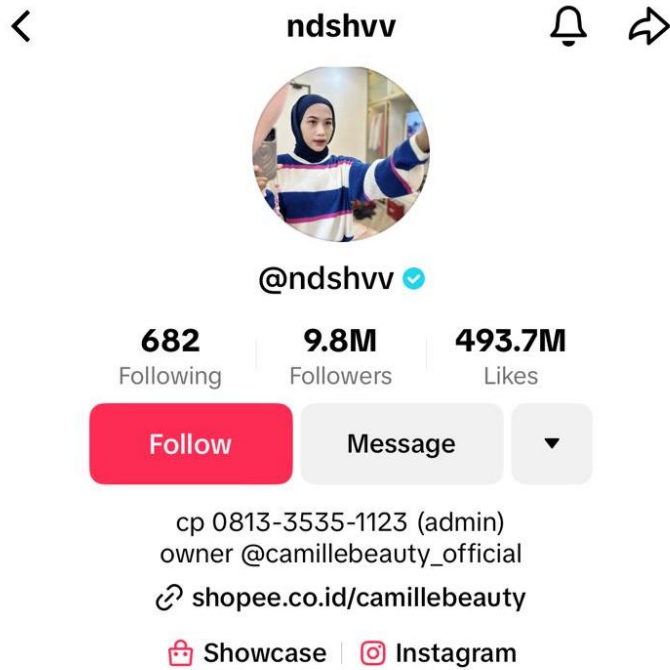 ndshvv
@ndshvv
682 9.8M 493.7M
Following Followers Likes
Follow Message
cp 0813-3535-1123 (admin)
owner @camillebeauty_official
shopee.co.id/camillebeauty
Showcase Instagram